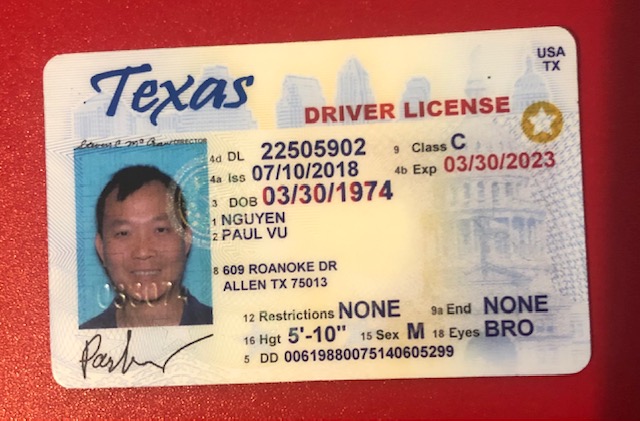 Texas
USA
TX
DRIVER LICENSE
DIRECTOR
4d DL 22505902 9 Class C
4a Iss 07/10/2018 4b Exp 03/30/2023
3 DOB 03/30/1974
1 NGUYEN
2 PAUL VU
8 609 ROANOKE DR
ALLEN TX 75013
12 Restrictions NONE 9a End NONE
16 Hgt 5'-10" 15 Sex M 18 Eyes BRO
5 DD 00619880075140605299